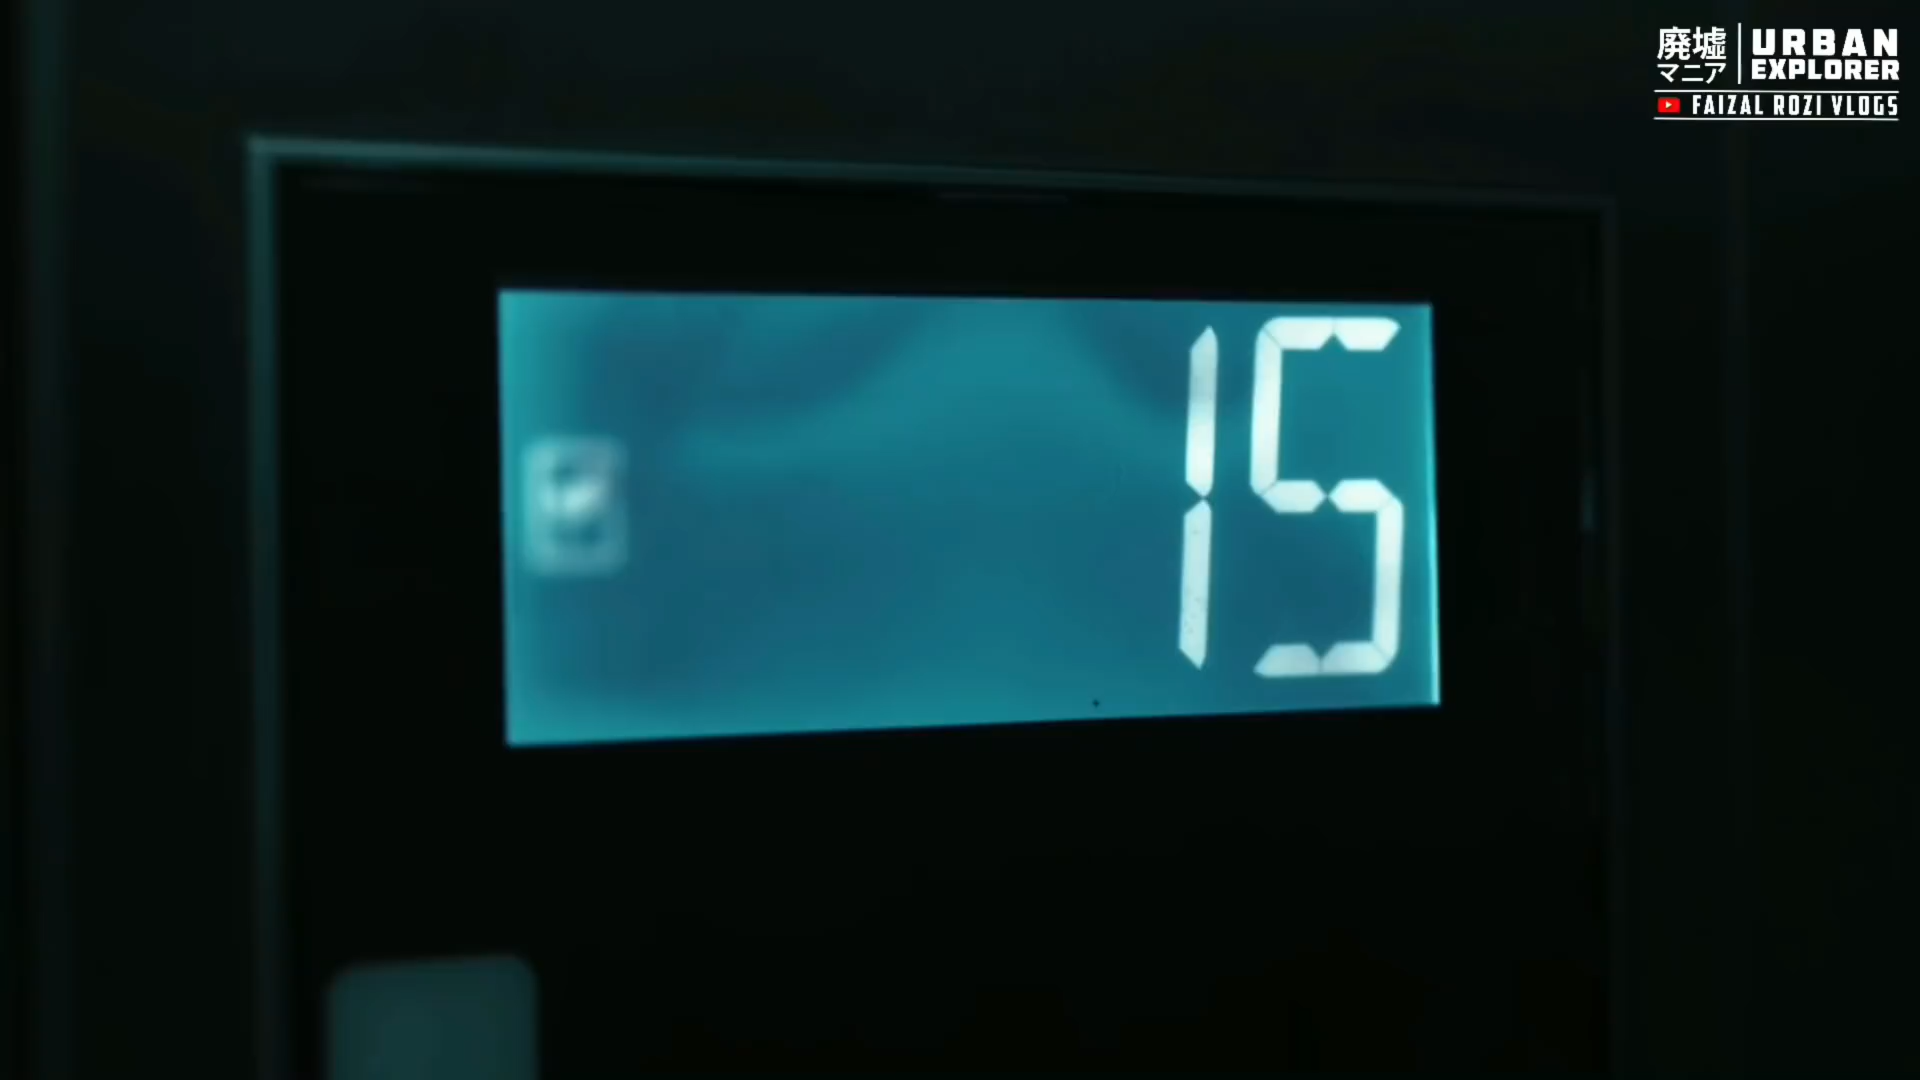 廃墟
マニア
URBAN
EXPLORER
FAIZAL ROZI VLOGS
15